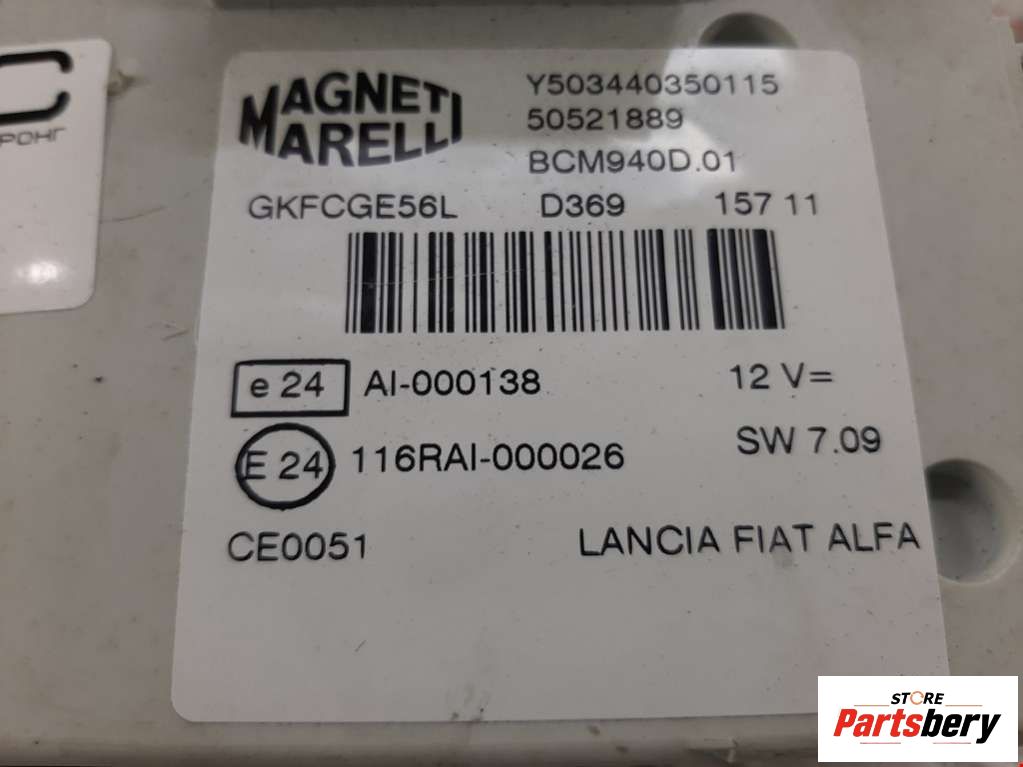 MAGNETI
MARELLI
Y503440350115
50521889
BCM940D.01
GKFCGE56L D369 157 11
e 24 AI-000138 12 V=
E 24 116RAI-000026 SW 7.09
CE0051 LANCIA FIAT ALFA
STORE
Partsbery